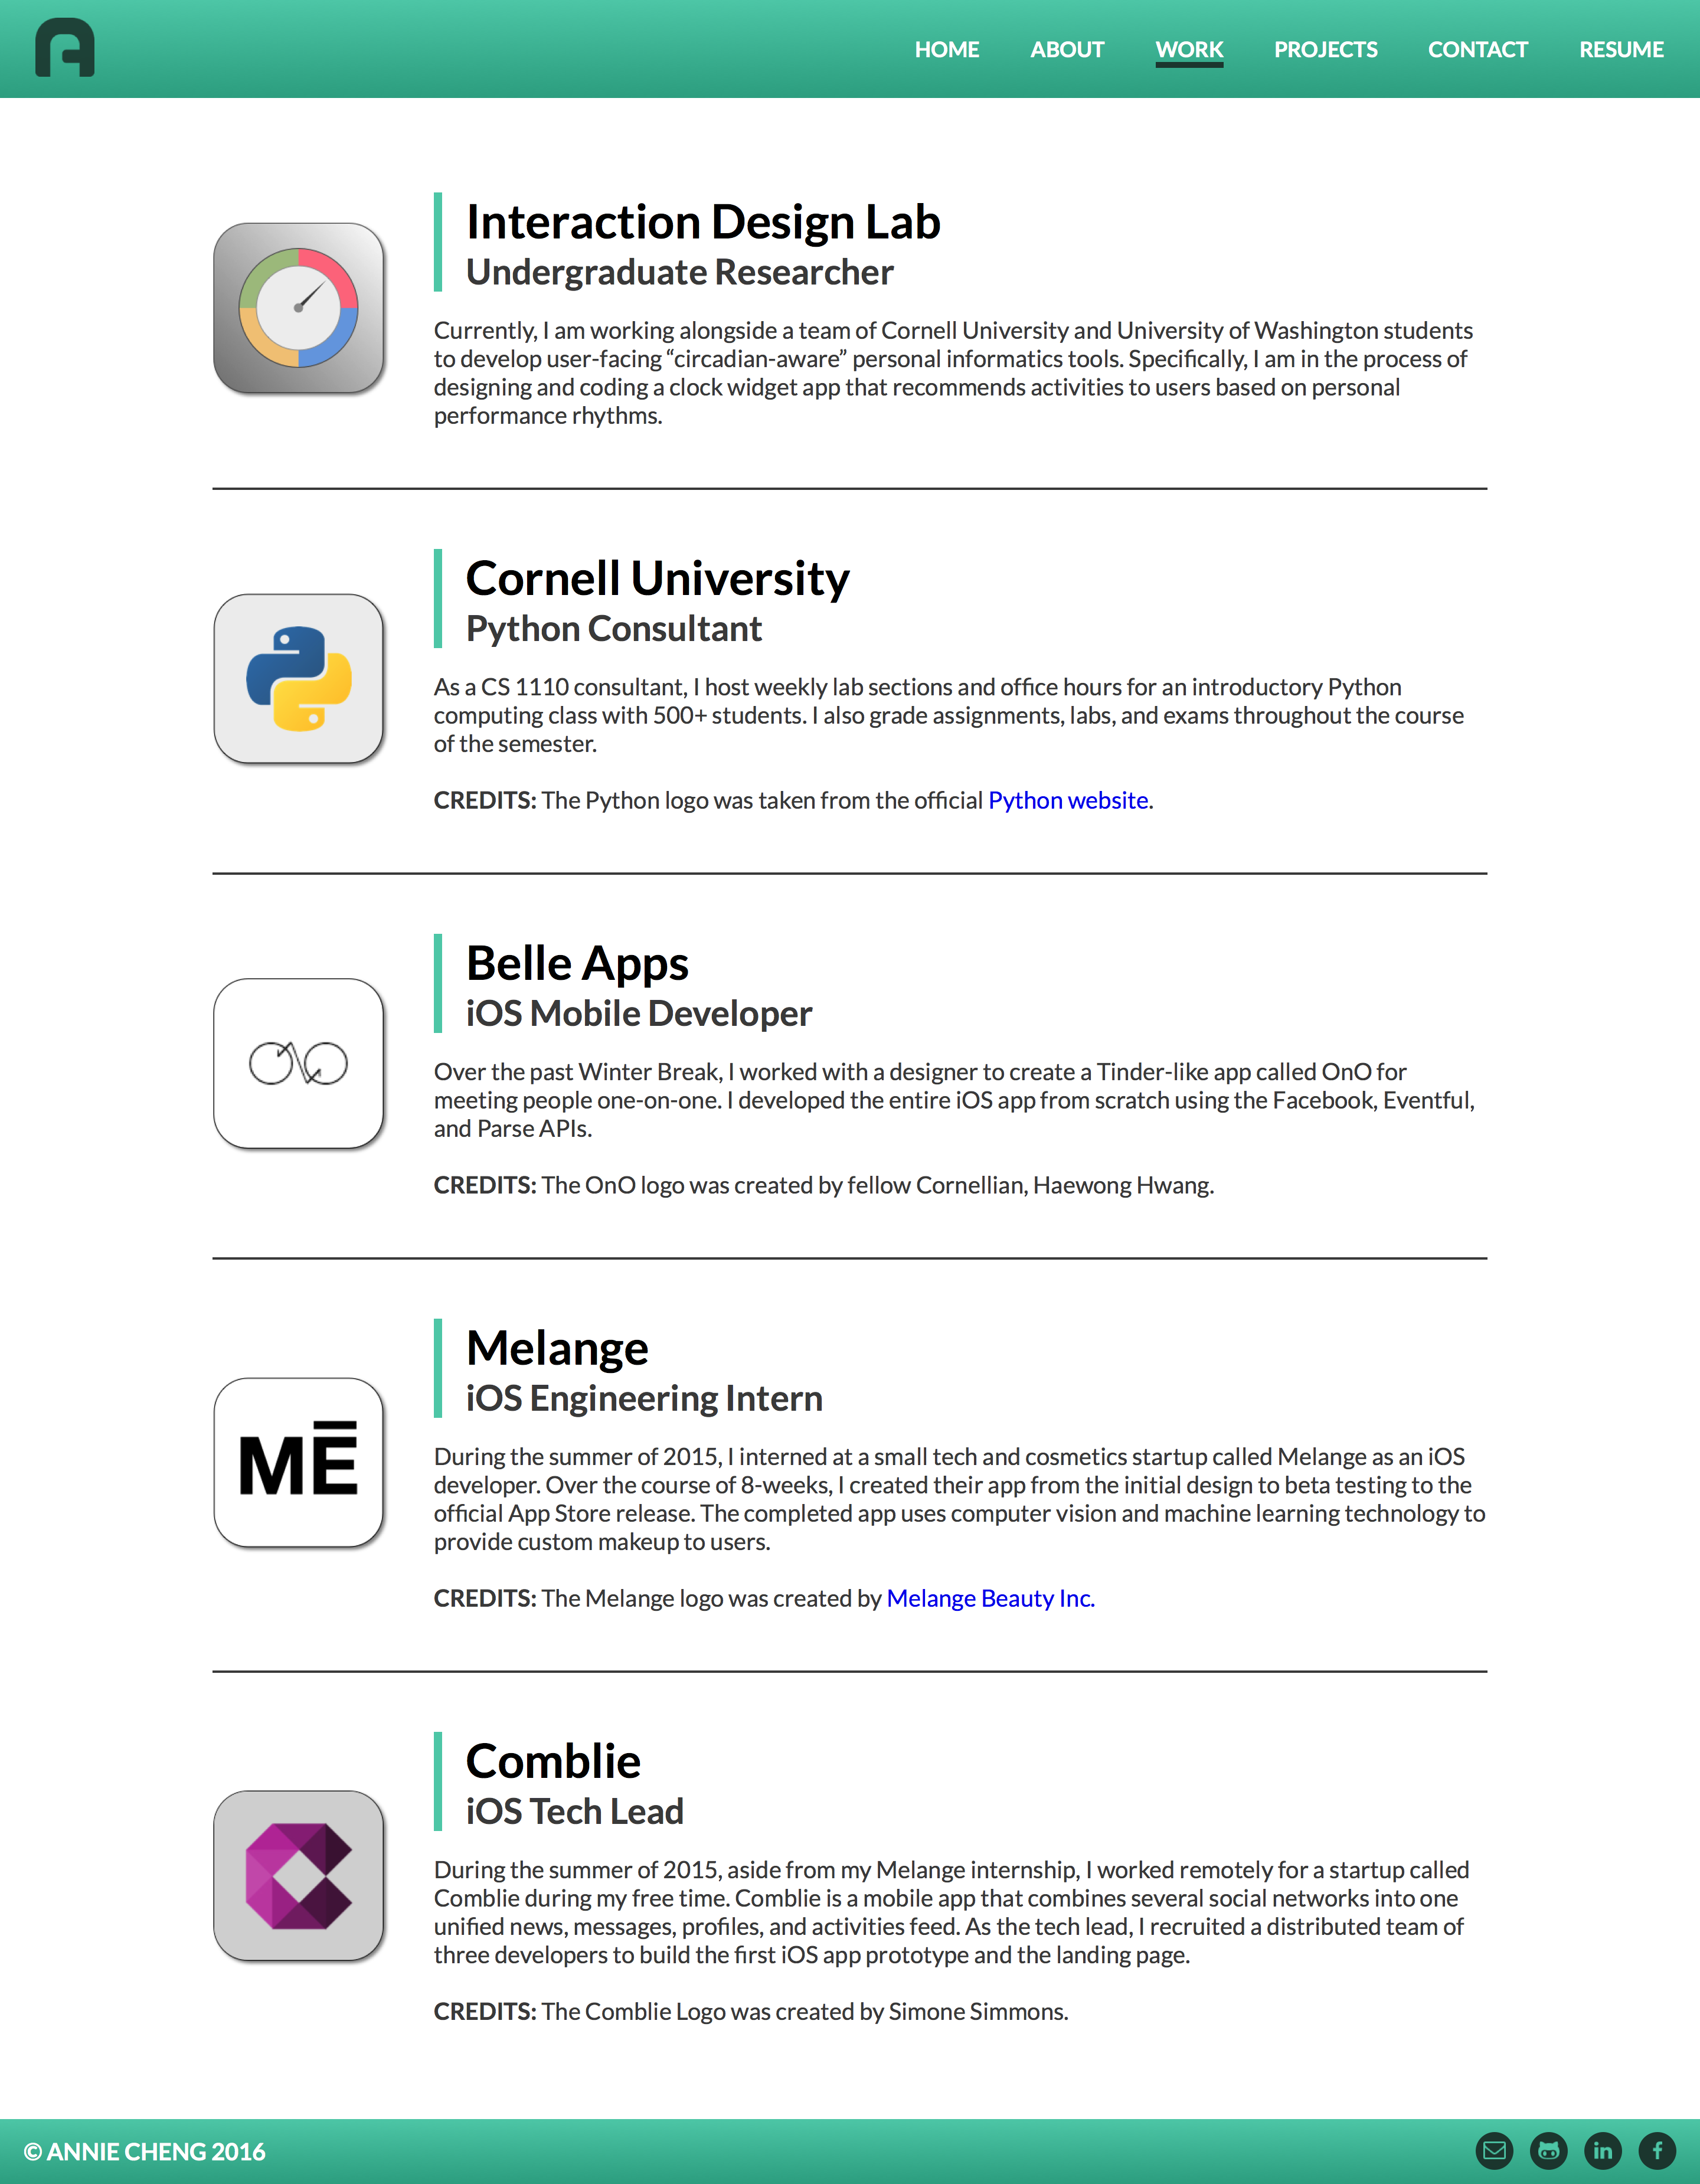 HOME ABOUT WORK PROJECTS CONTACT RESUME
Interaction Design Lab
Undergraduate Researcher
Currently, I am working alongside a team of Cornell University and University of Washington students
to develop user-facing “circadian-aware” personal informatics tools. Specifically, I am in the process of
designing and coding a clock widget app that recommends activities to users based on personal
performance rhythms.
Cornell University
Python Consultant
As a CS 1110 consultant, I host weekly lab sections and office hours for an introductory Python
computing class with 500+ students. I also grade assignments, labs, and exams throughout the course
of the semester.
CREDITS: The Python logo was taken from the official Python website.
Belle Apps
iOS Mobile Developer
Over the past Winter Break, I worked with a designer to create a Tinder-like app called OnO for
meeting people one-on-one. I developed the entire iOS app from scratch using the Facebook, Eventful,
and Parse APIs.
CREDITS: The OnO logo was created by fellow Cornellian, Haewong Hwang.
Melange
iOS Engineering Intern
MĒ
During the summer of 2015, I interned at a small tech and cosmetics startup called Melange as an iOS
developer. Over the course of 8-weeks, I created their app from the initial design to beta testing to the
official App Store release. The completed app uses computer vision and machine learning technology to
provide custom makeup to users.
CREDITS: The Melange logo was created by Melange Beauty Inc.
Comblie
iOS Tech Lead
During the summer of 2015, aside from my Melange internship, I worked remotely for a startup called
Comblie during my free time. Comblie is a mobile app that combines several social networks into one
unified news, messages, profiles, and activities feed. As the tech lead, I recruited a distributed team of
three developers to build the first iOS app prototype and the landing page.
CREDITS: The Comblie Logo was created by Simone Simmons.
© ANNIE CHENG 2016